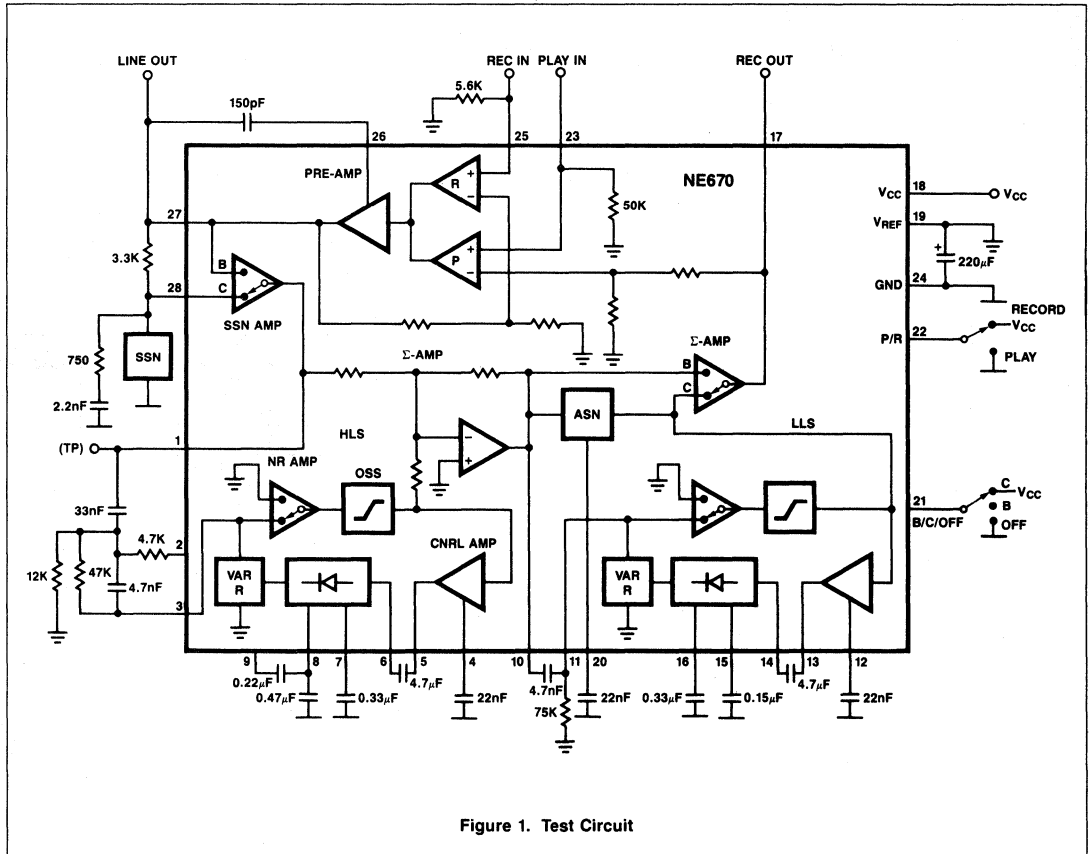 LINE OUT
REC IN PLAY IN
REC OUT
5.6K
150pF
26
25
23
17
PRE-AMP
NE670
R
+
−
VCC
18
VCC
50K
27
VREF
19
3.3K
P
+
−
+
220μF
B
28
C
GND
24
SSN AMP
RECORD
VCC
P/R
22
PLAY
750
SSN
Σ-AMP
Σ-AMP
B
C
2.2nF
ASN
(TP)
1
HLS
−
+
LLS
NR AMP
OSS
C
VCC
21
B
B/C/OFF
OFF
33nF
4.7K
2
CNRL AMP
12K
47K
4.7nF
VAR
R
VAR
R
3
9
8
7
6
5
4
10
11
20
16
15
14
13
12
0.22μF
4.7μF
4.7nF
4.7μF
0.47μF
0.33μF
22nF
75K
22nF
0.33μF
0.15μF
22nF
Figure 1. Test Circuit